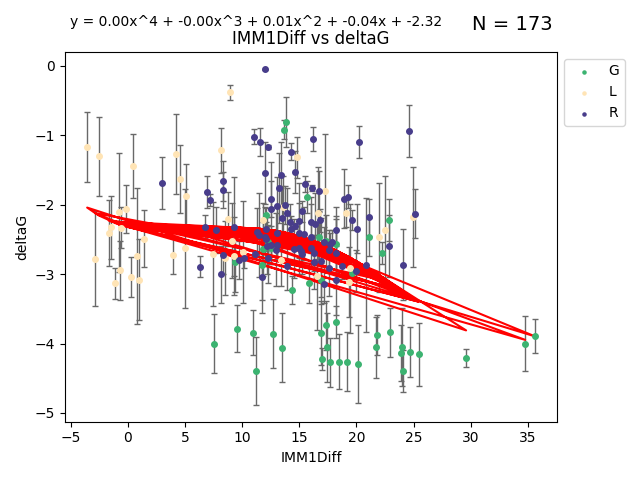 y = 0.00x^4 + -0.00x^3 + 0.01x^2 + -0.04x + -2.32
N = 173
IMM1Diff vs deltaG
G
L
R
0
−1
−2
−3
−4
−5
deltaG
−5 0 5 10 15 20 25 30 35
IMM1Diff